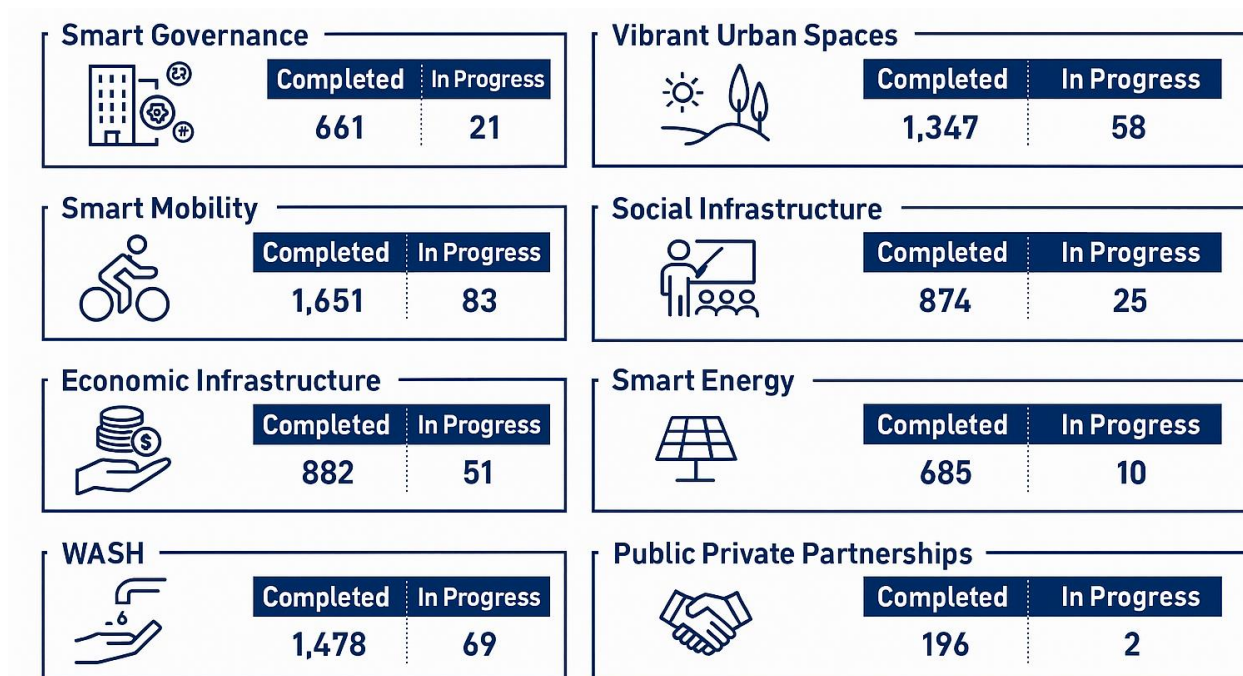 Smart Governance
Completed In Progress
661 21
Vibrant Urban Spaces
Completed In Progress
1,347 58
Smart Mobility
Completed In Progress
1,651 83
Social Infrastructure
Completed In Progress
874 25
Economic Infrastructure
$
Completed In Progress
882 51
Smart Energy
Completed In Progress
685 10
WASH
Completed In Progress
1,478 69
Public Private Partnerships
Completed In Progress
196 2